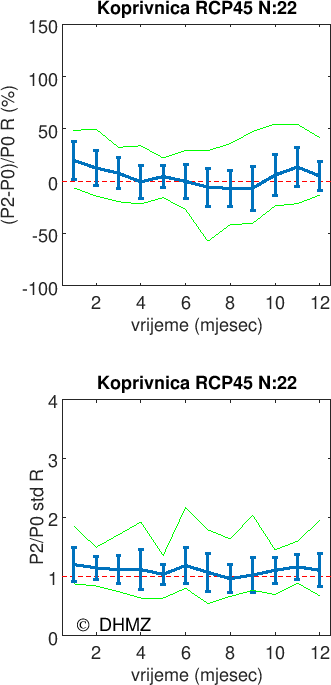 Koprivnica RCP45 N:22
150
100
50
0
-50
-100
(P2-P0)/P0 R (%)
2 4 6 8 10 12
vrijeme (mjesec)
Koprivnica RCP45 N:22
4
3
2
1
0
P2/P0 std R
© DHMZ
2 4 6 8 10 12
vrijeme (mjesec)